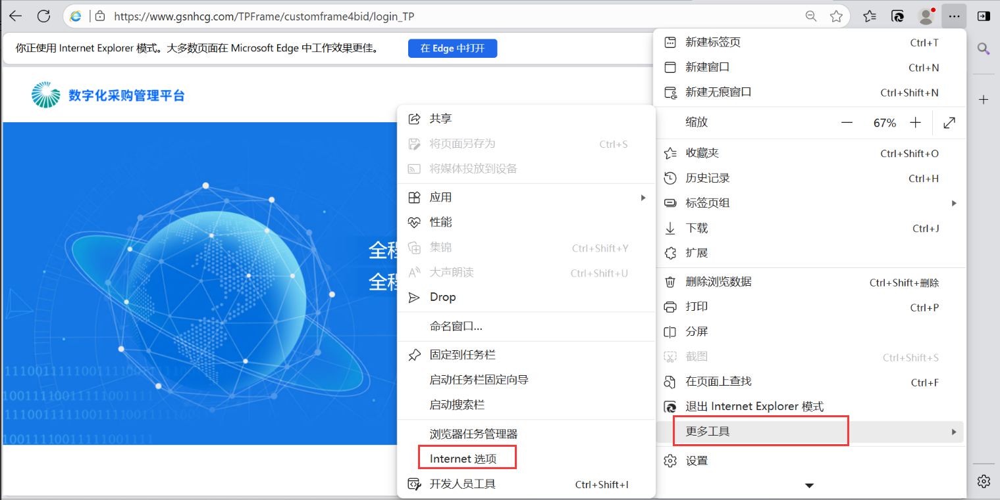 https://www.gsnhcg.com/TPFrame/customframe4bid/login_TP
你正使用 Internet Explorer 模式。大多数页面在 Microsoft Edge 中工作效果更佳。
在 Edge 中打开
数字化采购管理平台
全程
全程
1110011111001111100111
1001111001111100111
1110011111001111100111
1001111001111100111
共享
将页面另存为 Ctrl+S
将媒体投放到设备
应用
性能
集锦 Ctrl+Shift+Y
大声朗读 Ctrl+Shift+U
Drop
命名窗口...
固定到任务栏
启动任务栏固定向导
启动搜索栏
浏览器任务管理器
Internet 选项
开发人员工具 Ctrl+Shift+I
新建标签页 Ctrl+T
新建窗口 Ctrl+N
新建无痕窗口 Ctrl+Shift+N
缩放 67%
收藏夹 Ctrl+Shift+O
历史记录 Ctrl+H
标签页组
下载 Ctrl+J
扩展
删除浏览数据 Ctrl+Shift+删除
打印 Ctrl+P
分屏
截图 Ctrl+Shift+S
在页面上查找 Ctrl+F
退出 Internet Explorer 模式
更多工具
设置